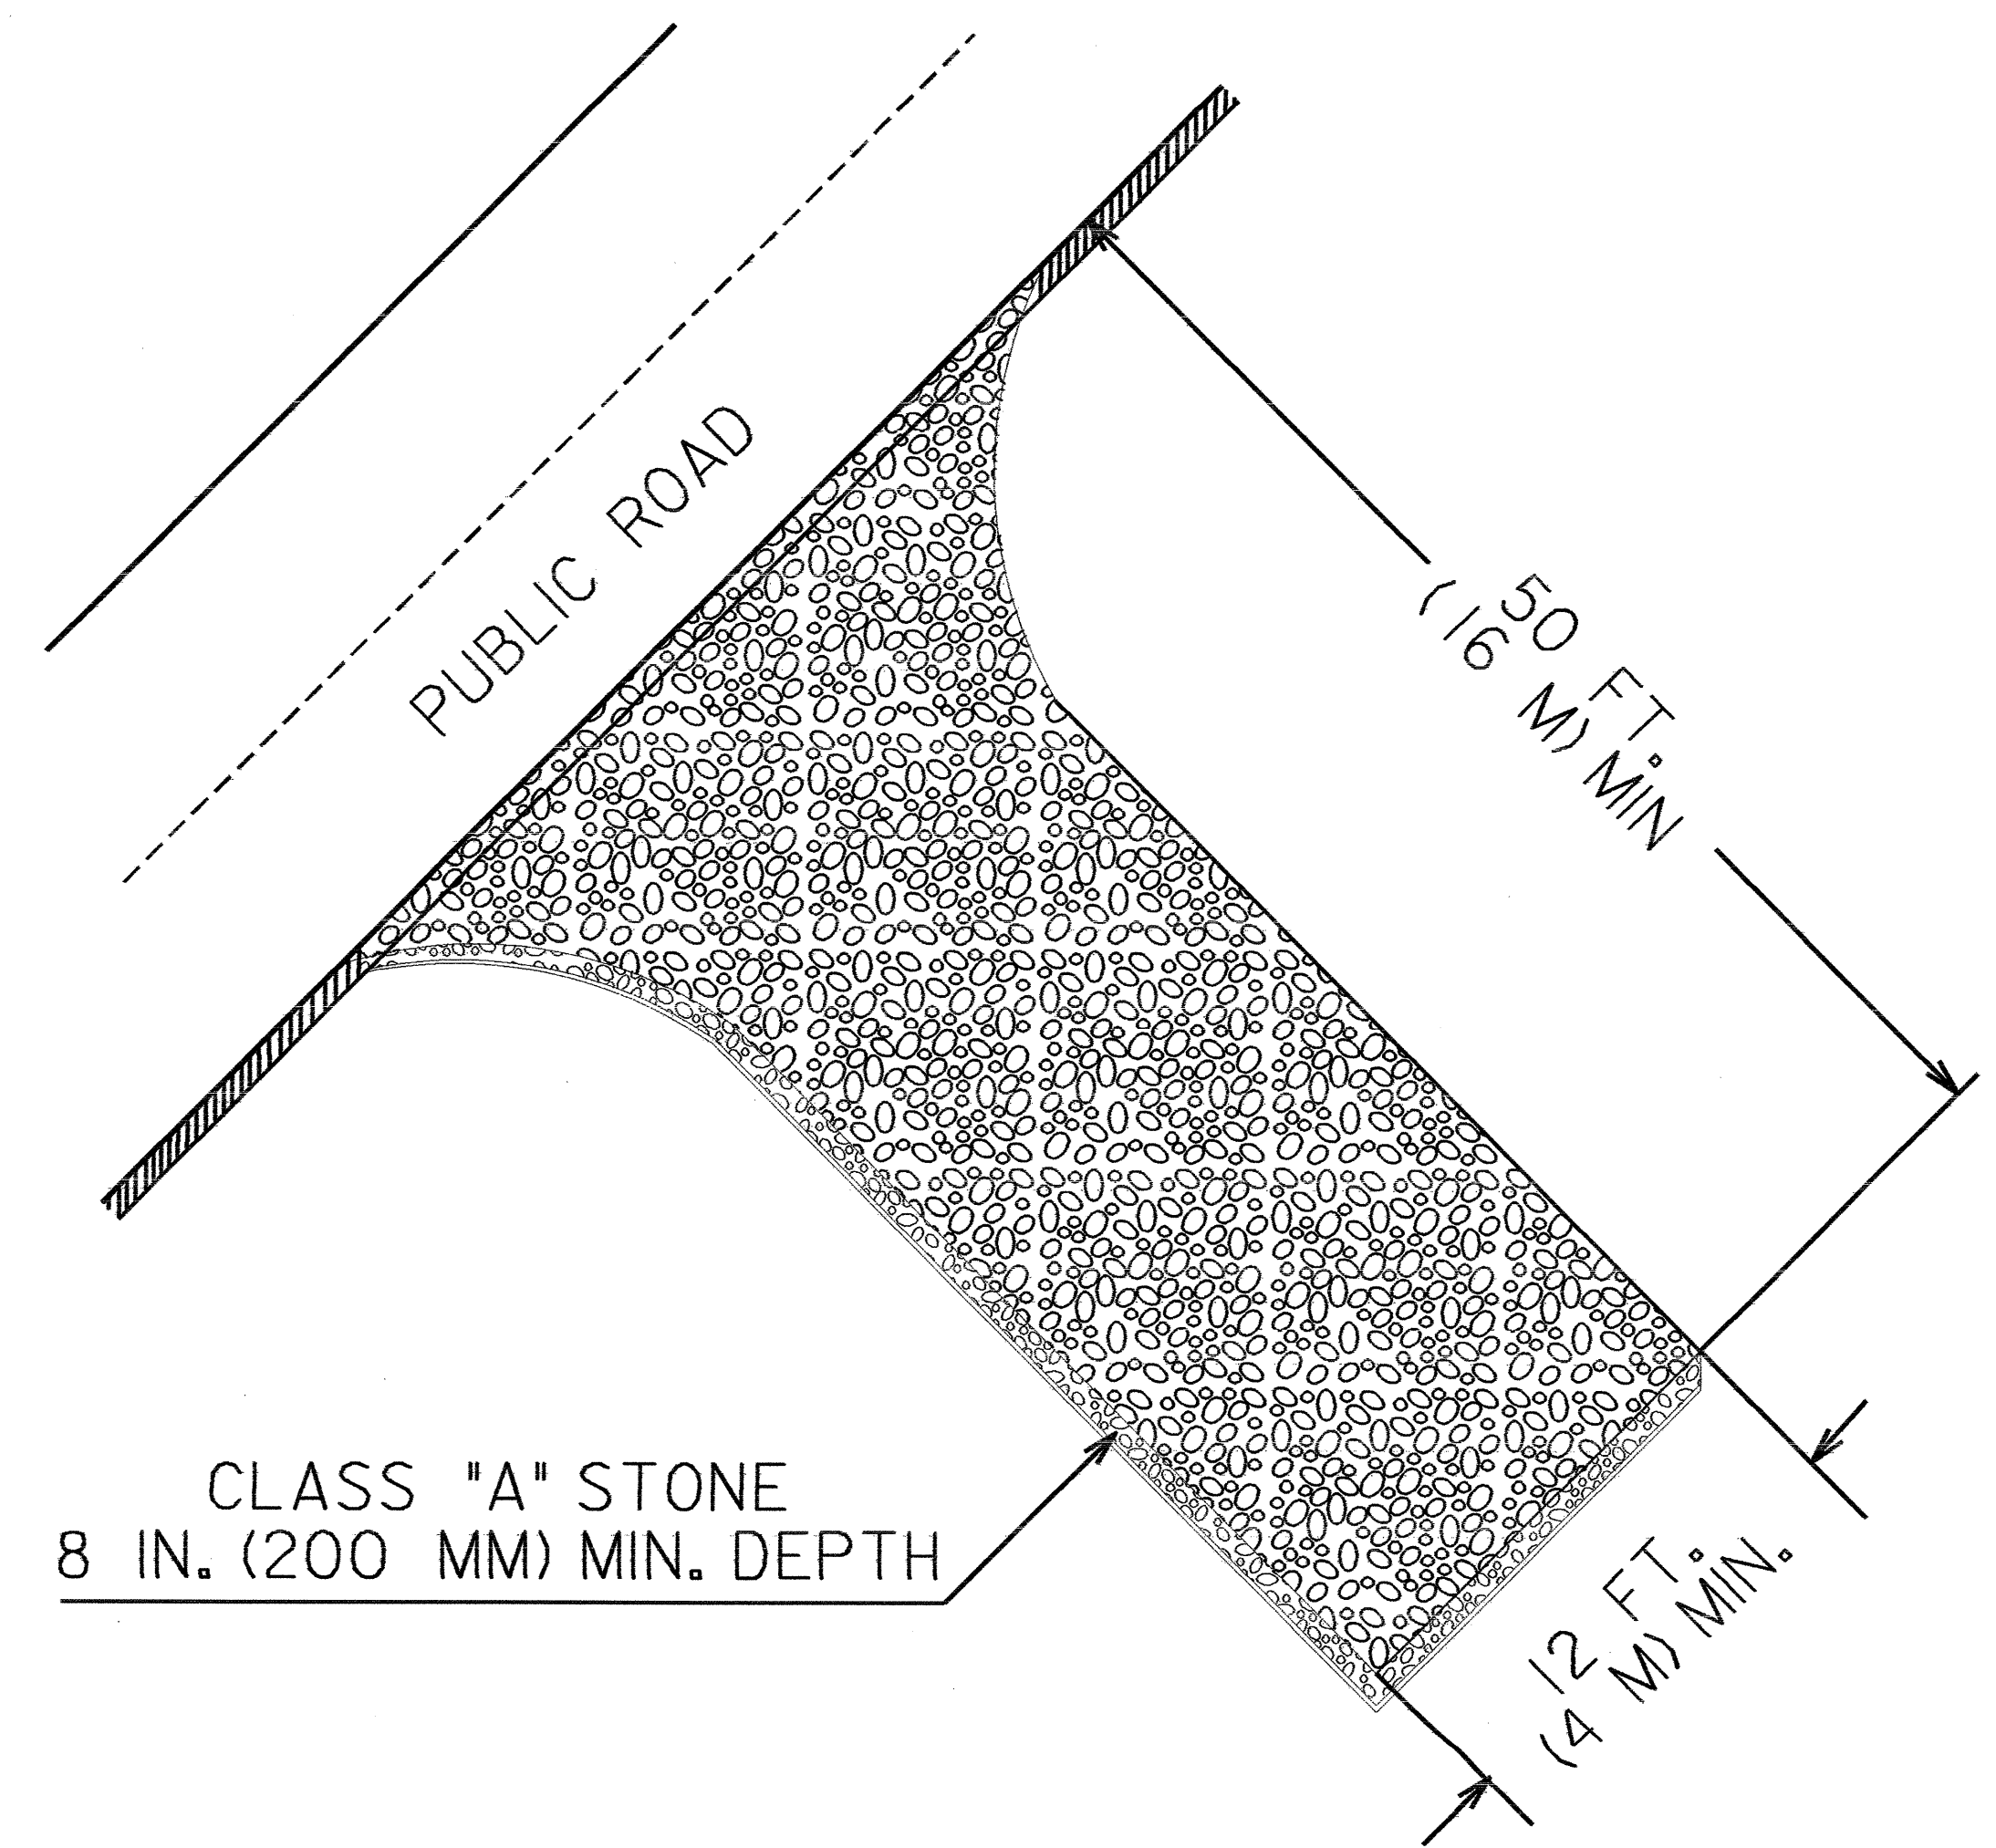 PUBLIC ROAD
50 FT.
(16 M) MIN
CLASS "A" STONE
8 IN. (200 MM) MIN. DEPTH
12 FT.
(4 M) MIN.